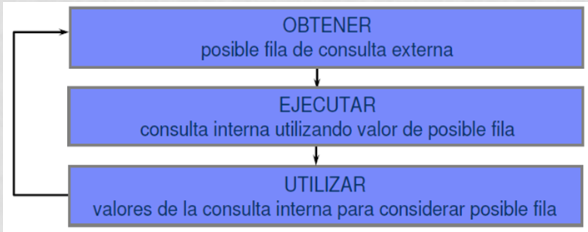 OBTENER
posible fila de consulta externa
EJECUTAR
consulta interna utilizando valor de posible fila
UTILIZAR
valores de la consulta interna para considerar posible fila